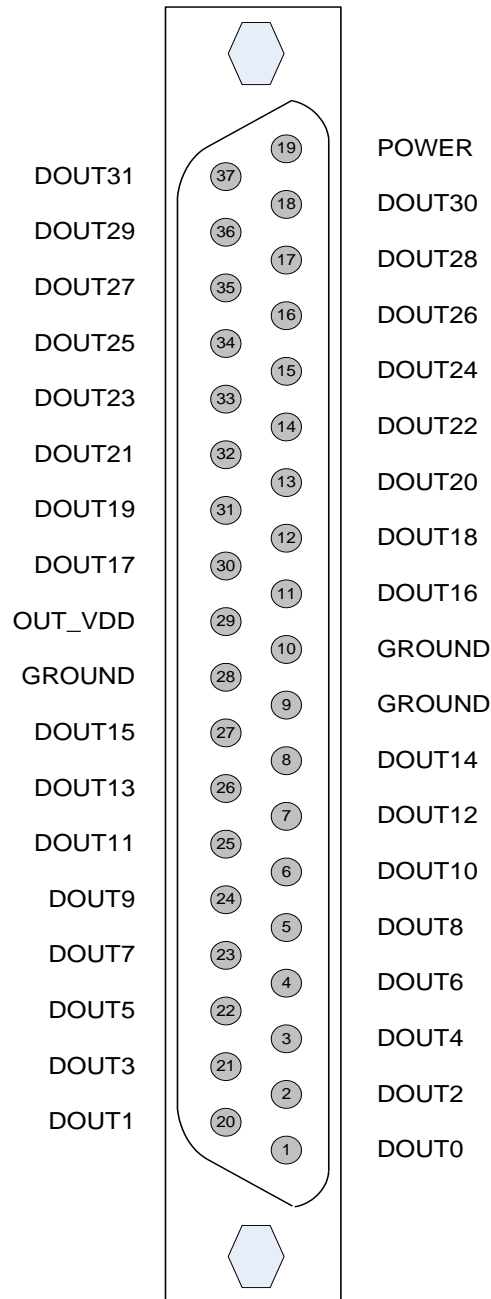 19 POWER
DOUT31 37
18 DOUT30
DOUT29 36
17 DOUT28
DOUT27 35
16 DOUT26
DOUT25 34
15 DOUT24
DOUT23 33
14 DOUT22
DOUT21 32
13 DOUT20
DOUT19 31
12 DOUT18
DOUT17 30
11 DOUT16
OUT_VDD 29
10 GROUND
GROUND 28
9 GROUND
DOUT15 27
8 DOUT14
DOUT13 26
7 DOUT12
DOUT11 25
6 DOUT10
DOUT9 24
5 DOUT8
DOUT7 23
4 DOUT6
DOUT5 22
3 DOUT4
DOUT3 21
2 DOUT2
DOUT1 20
1 DOUT0